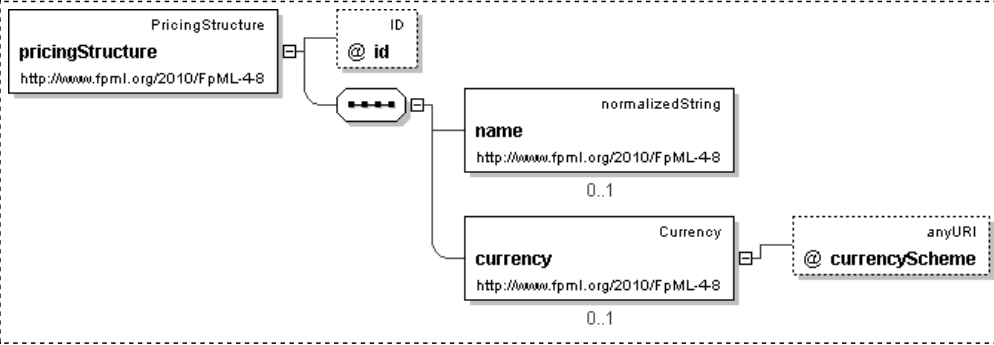 PricingStructure
pricingStructure
http://www.fpml.org/2010/FpML-4-8
ID
@ id
normalizedString
name
http://www.fpml.org/2010/FpML-4-8
0..1
Currency
currency
http://www.fpml.org/2010/FpML-4-8
0..1
anyURI
@ currencyScheme